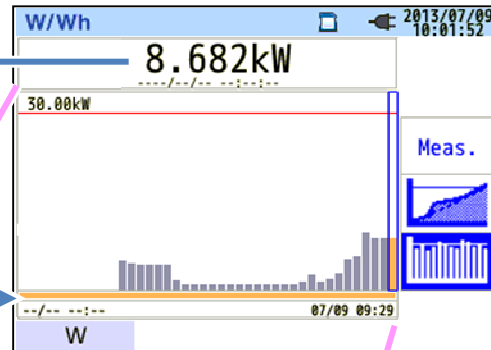 W/Wh
2013/07/09
10:01:52
8.682kW
----/--/-- --:--:--
30.00kW
Meas.
--/-- --:--
07/09 09:29
W